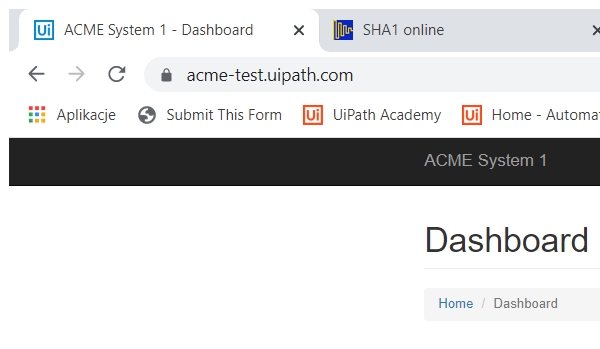 Ui ACME System 1 - Dashboard SHA1 online
acme-test.uipath.com
Aplikacje Submit This Form Ui UiPath Academy Ui Home - Automa
ACME System 1
Dashboard
Home / Dashboard